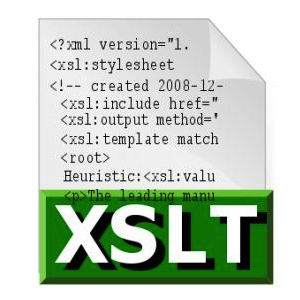 <?xml version="1.
<xsl:stylesheet
<!-- created 2008-12-
<xsl:include href="
<xsl:output method='
<xsl:template match
<root>
Heuristic:<xsl:valu
<p>The leading manu
XSLT